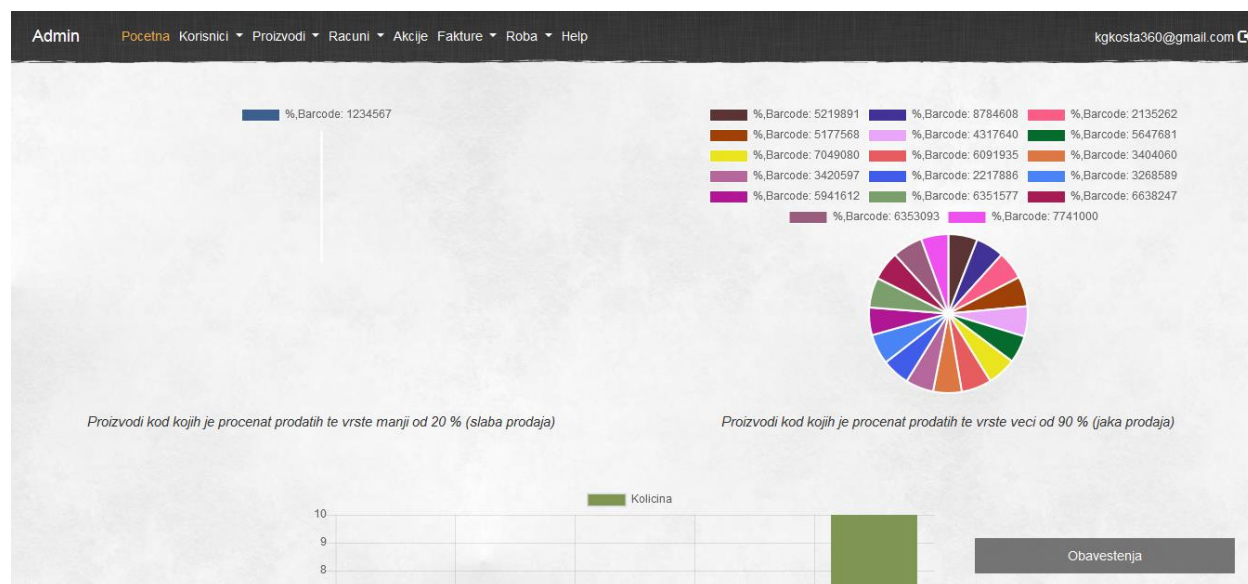 Admin Pocetna Korisnici Proizvodi Racuni Akcije Fakture Roba Help kgkosta360@gmail.com
%,Barcode: 1234567
%,Barcode: 5219891 %,Barcode: 8784608 %,Barcode: 2135262
%,Barcode: 5177568 %,Barcode: 4317640 %,Barcode: 5647681
%,Barcode: 7049080 %,Barcode: 6091935 %,Barcode: 3404060
%,Barcode: 3420597 %,Barcode: 2217886 %,Barcode: 3268589
%,Barcode: 5941612 %,Barcode: 6351577 %,Barcode: 6638247
%,Barcode: 6353093 %,Barcode: 7741000
Proizvodi kod kojih je procenat prodatih te vrste manji od 20 % (slaba prodaja)
Proizvodi kod kojih je procenat prodatih te vrste veci od 90 % (jaka prodaja)
Kolicina
10
9
8
Obavestenja